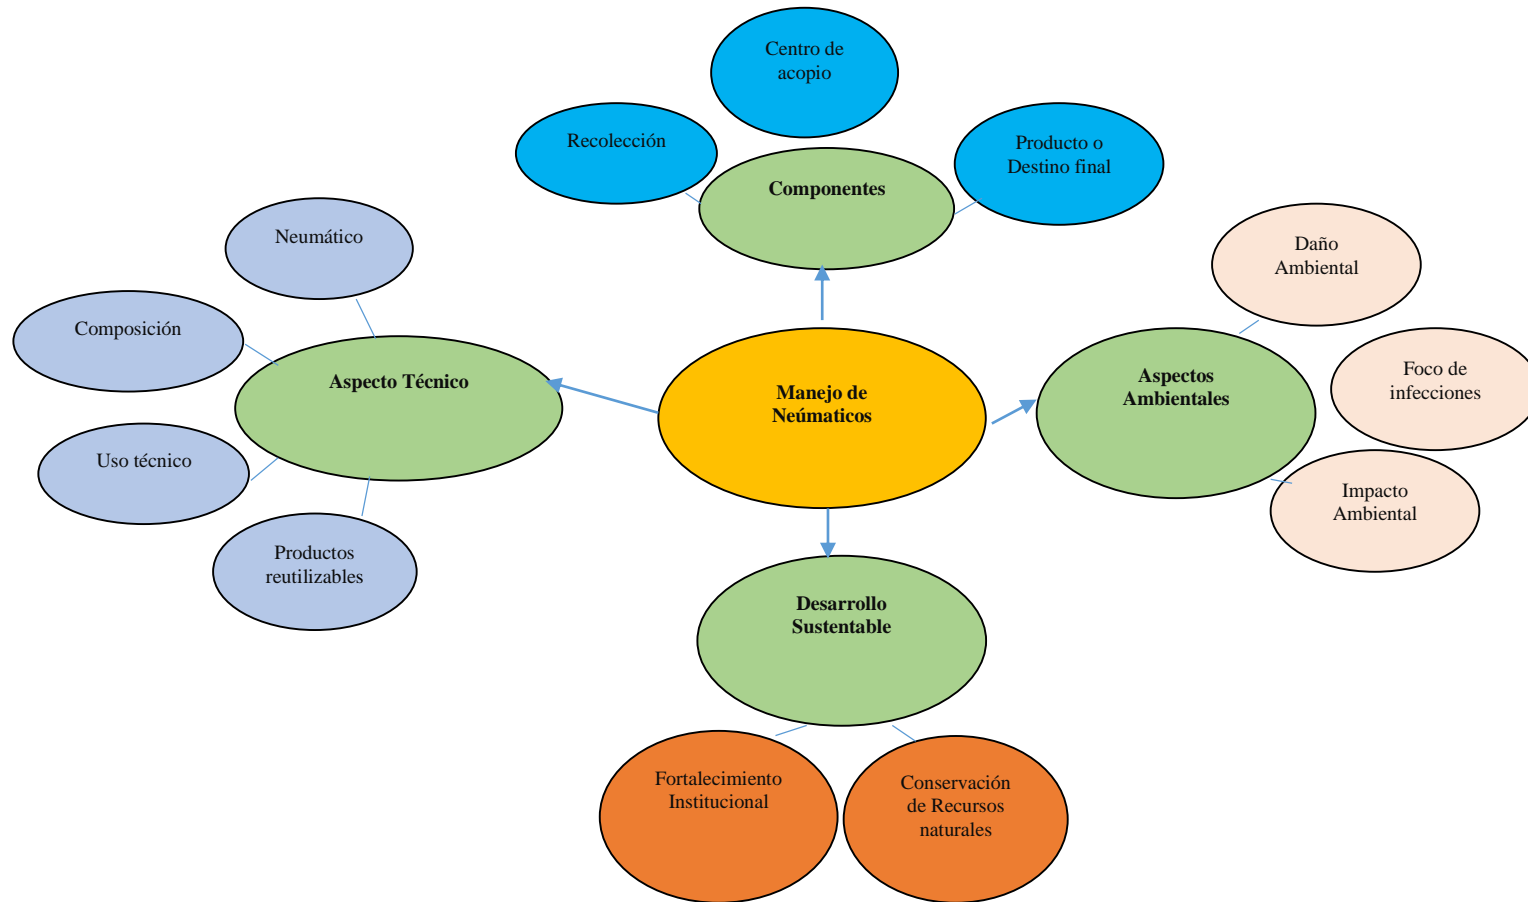 Centro de
acopio
Recolección
Producto o
Destino final
Componentes
Neumático
Daño
Ambiental
Composición
Aspecto Técnico
Manejo de
Neúmaticos
Aspectos
Ambientales
Foco de
infecciones
Uso técnico
Impacto
Ambiental
Productos
reutilizables
Desarrollo
Sustentable
Fortalecimiento
Institucional
Conservación
de Recursos
naturales